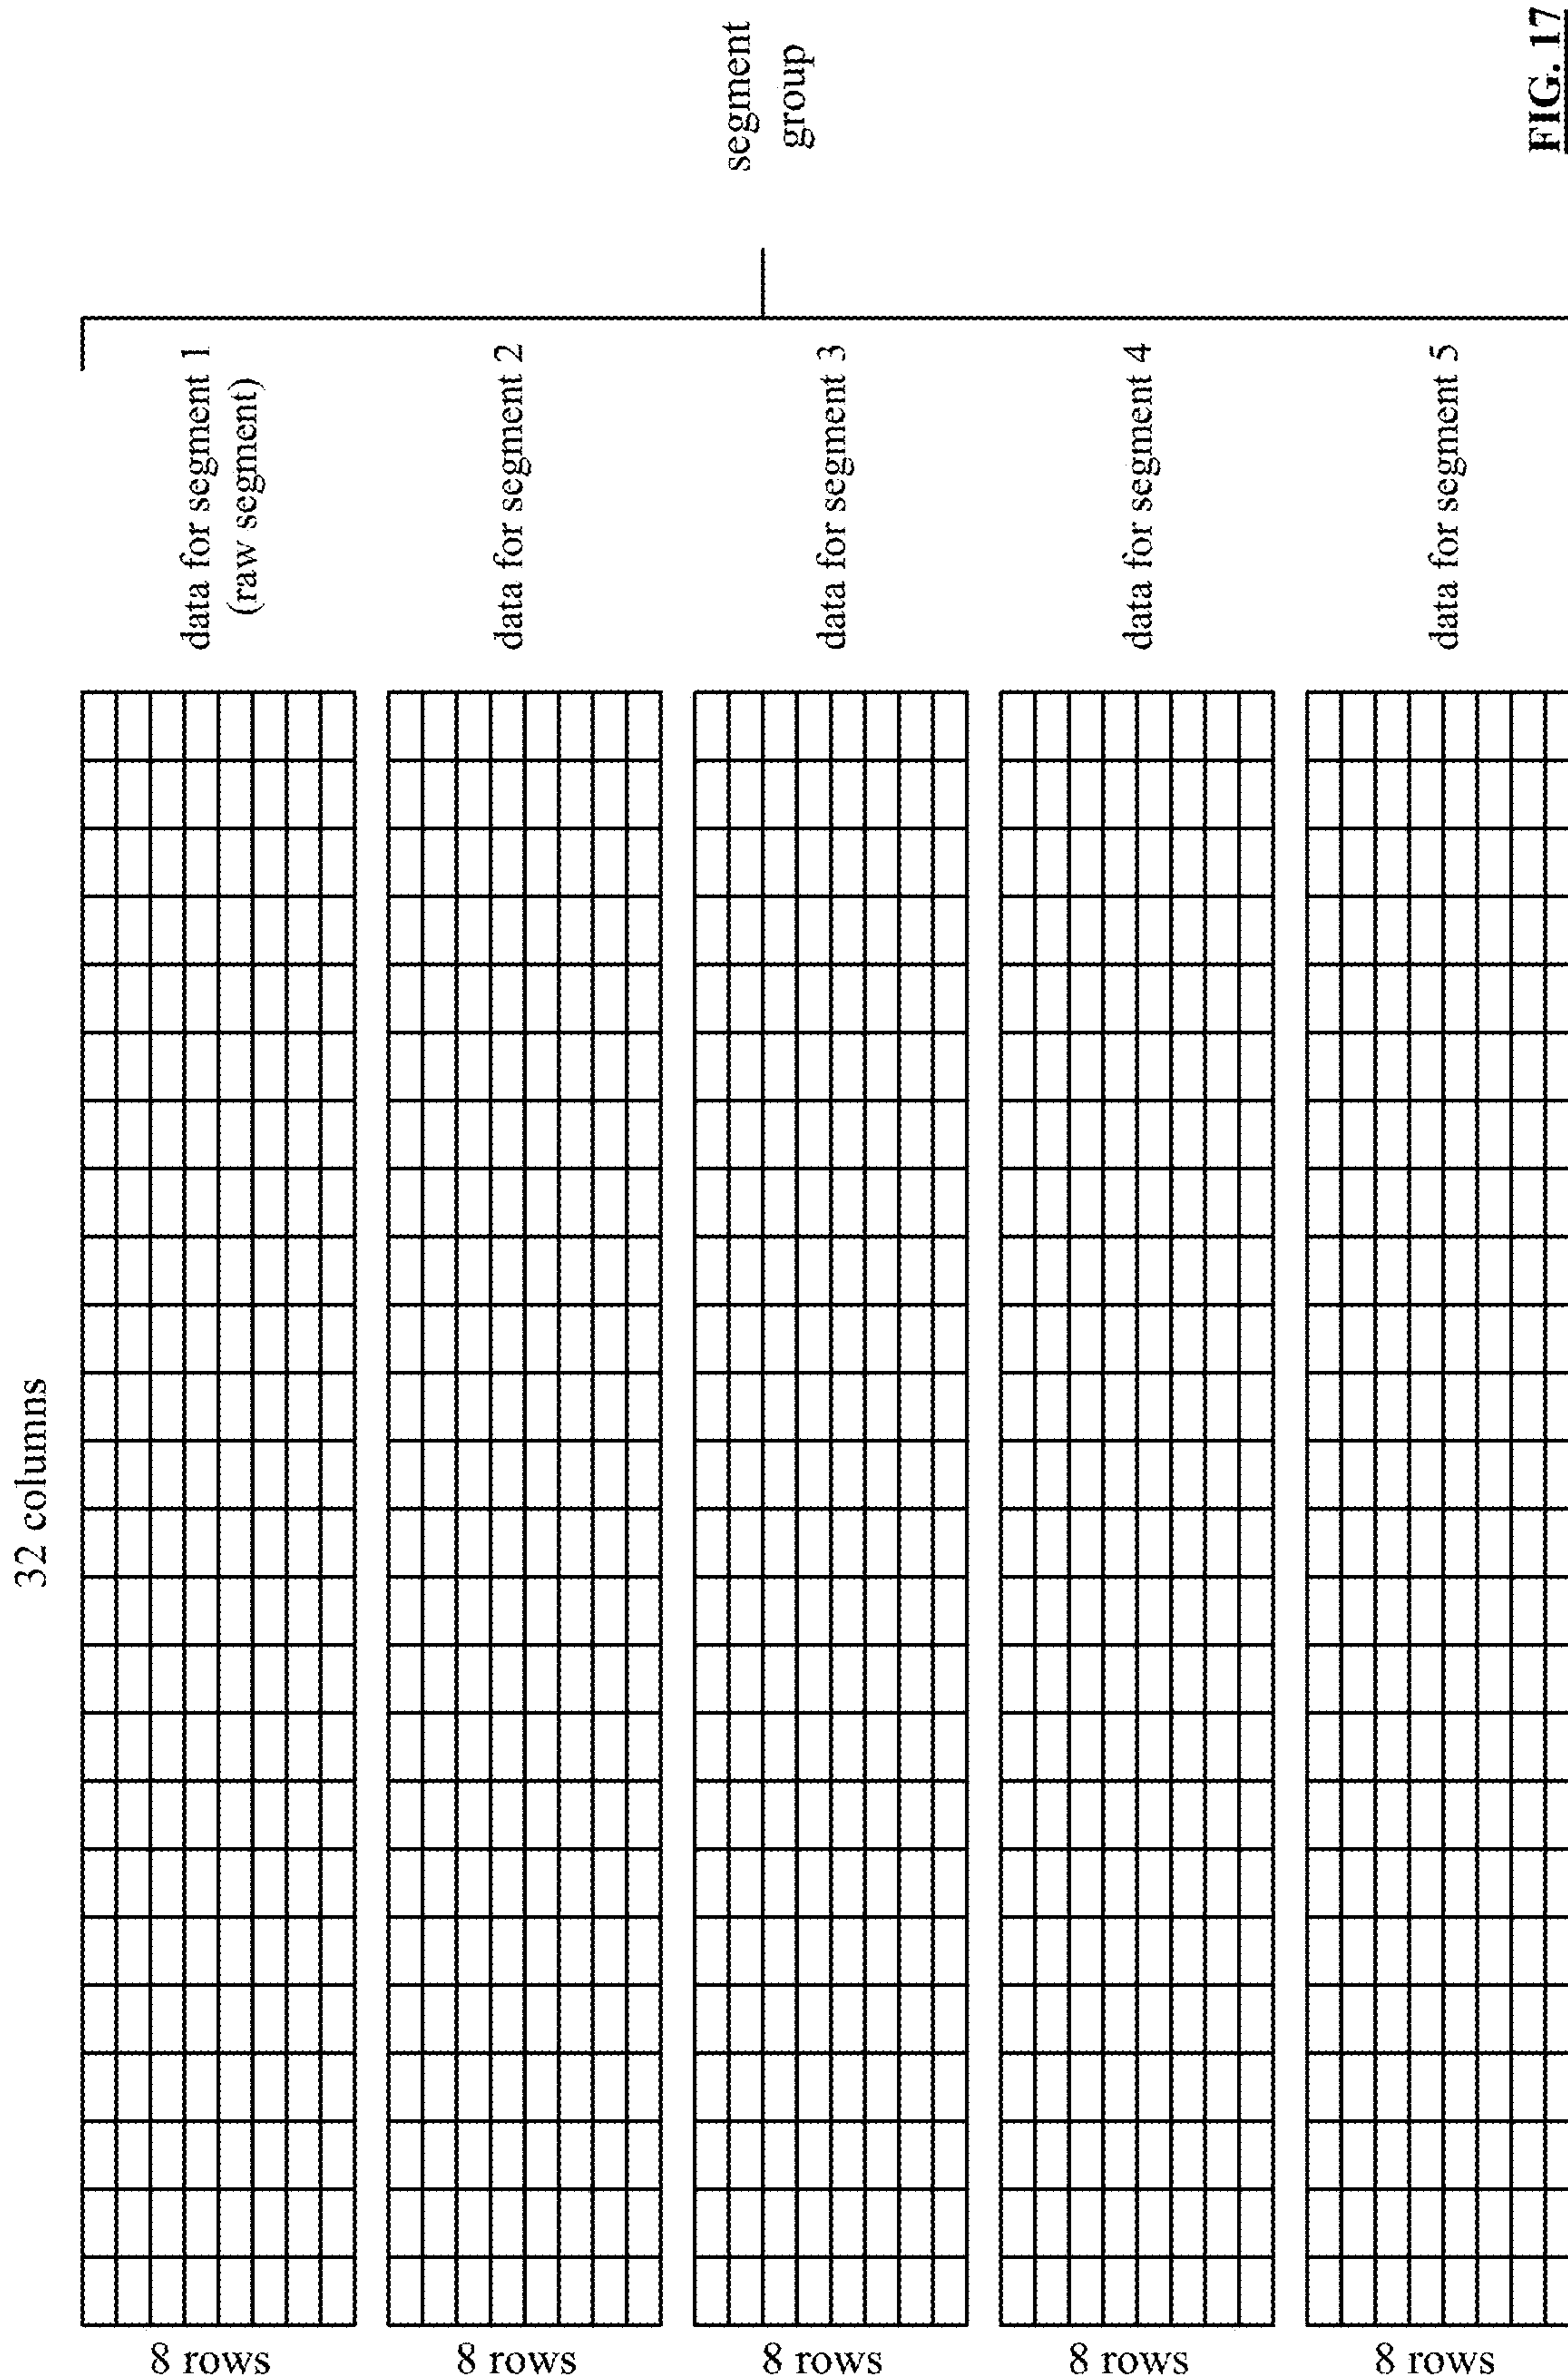 32 columns
8 rows
data for segment 1
(raw segment)
8 rows
data for segment 2
8 rows
data for segment 3
8 rows
data for segment 4
8 rows
data for segment 5
segment
group
FIG. 17